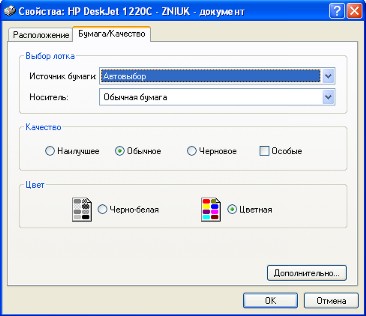 Свойства: HP DeskJet 1220C - ZNIUK - документ
Расположение Бумага/Качество
Выбор лотка
Источник бумаги: Автовыбор
Носитель: Обычная бумага
Качество
Наилучшее Обычное Черновое Особые
Цвет
Черно-белая Цветная
Дополнительно...
OK Отмена